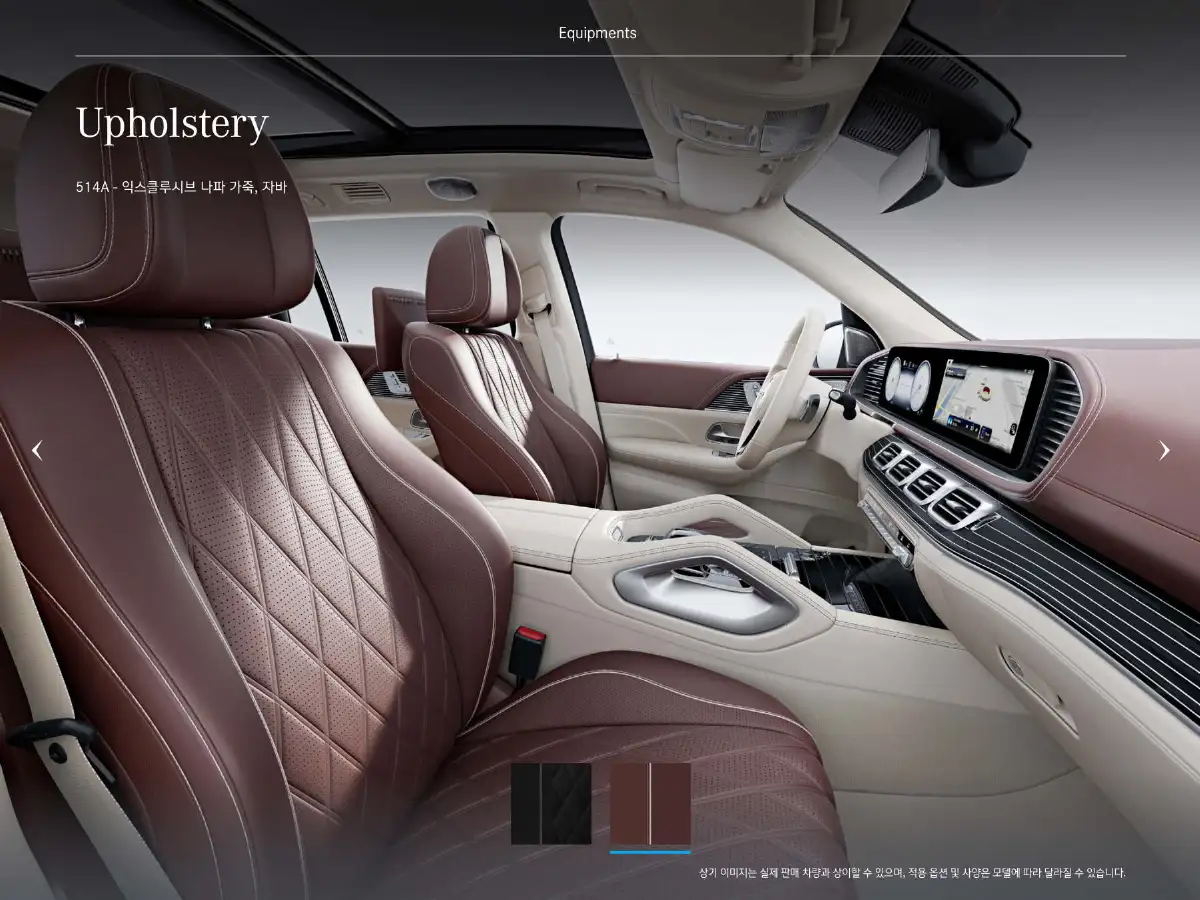 Equipments
Upholstery
514A - 익스클루시브 나파 가죽, 자바
상기 이미지는 실제 판매 차량과 상이할 수 있으며, 적용 옵션 및 사양은 모델에 따라 달라질 수 있습니다.